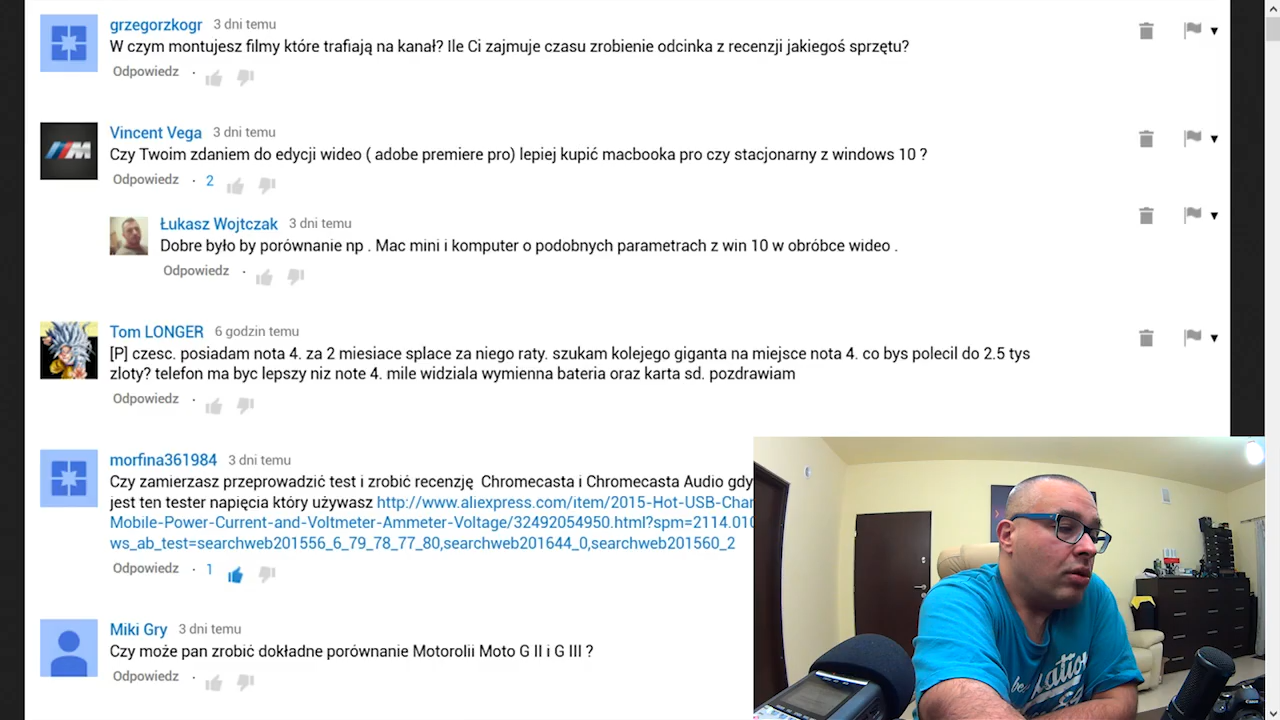 grzegorzkogr 3 dni temu
W czym montujesz filmy które trafiają na kanał? Ile Ci zajmuje czasu zrobienie odcinka z recenzji jakiegoś sprzętu?
Odpowiedz ·
Vincent Vega 3 dni temu
Czy Twoim zdaniem do edycji wideo ( adobe premiere pro) lepiej kupić macbooka pro czy stacjonarny z windows 10 ?
Odpowiedz · 2
Łukasz Wojtczak 3 dni temu
Dobre było by porównanie np . Mac mini i komputer o podobnych parametrach z win 10 w obróbce wideo .
Odpowiedz ·
Tom LONGER 6 godzin temu
[P] czesc. posiadam nota 4. za 2 miesiace splace za niego raty. szukam kolejego giganta na miejsce nota 4. co bys polecil do 2.5 tys
zloty? telefon ma byc lepszy niz note 4. mile widziala wymienna bateria oraz karta sd. pozdrawiam
Odpowiedz ·
morfina361984 3 dni temu
Czy zamierzasz przeprowadzić test i zrobić recenzję Chromecasta i Chromecasta Audio gdy
jest ten tester napięcia który używasz http://www.aliexpress.com/item/2015-Hot-USB-Char
Mobile-Power-Current-and-Voltmeter-Ammeter-Voltage/32492054950.html?spm=2114.010
ws_ab_test=searchweb201556_6_79_78_77_80,searchweb201644_0,searchweb201560_2
Odpowiedz · 1
Miki Gry 3 dni temu
Czy może pan zrobić dokładne porównanie Motorolii Moto G II i G III ?
Odpowiedz ·